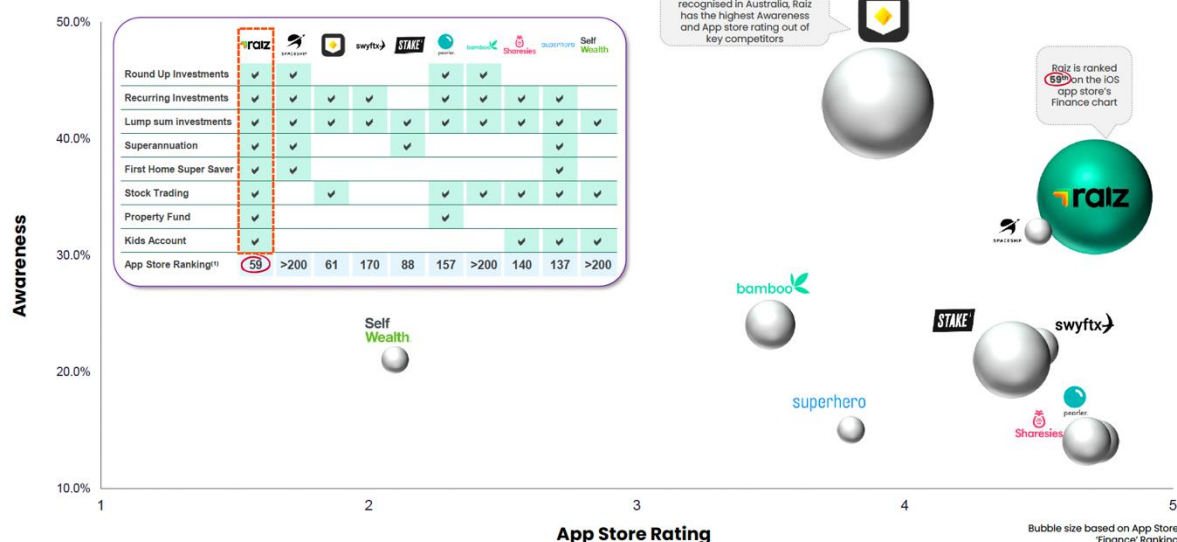 recognised in Australia, Raiz
has the highest Awareness
and App store rating out of
key competitors
Raiz is ranked
59th on the iOS
app store's
Finance chart
raiz SPACESHIP swyftx STAKE pearler. bamboo Sharesies superhero Self Wealth
Round Up Investments
Recurring Investments
Lump sum investments
Superannuation
First Home Super Saver
Stock Trading
Property Fund
Kids Account
App Store Ranking(1) 59 >200 61 170 88 157 >200 140 137 >200
50.0%
40.0%
30.0%
20.0%
10.0%
Awareness
raiz
SPACESHIP
bamboo
Self
Wealth.
STAKE
swyftx
superhero
pearler.
Sharesies
1 2 3 4 5
App Store Rating
Bubble size based on App Store
'Finance' Ranking